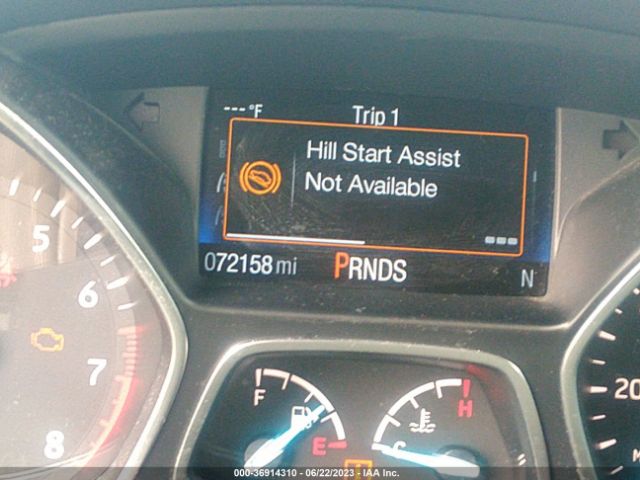 --- °F
Trip 1
Hill Start Assist
Not Available
072158 mi
PRNDS
N
5
6
7
8
F
E
H
C
20
000-36914310 - 06/22/2023 - IAA Inc.